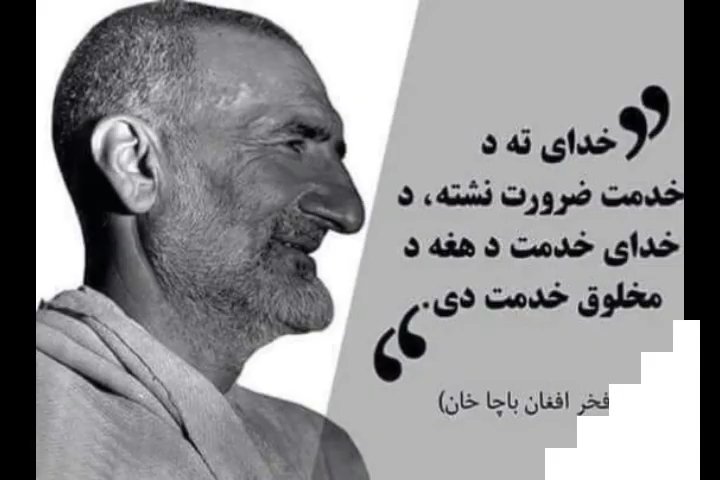 خدای ته د
خدمت ضرورت نشته، د
خدای خدمت د هغه د
مخلوق خدمت دی.
فخر افغان باچا خان)